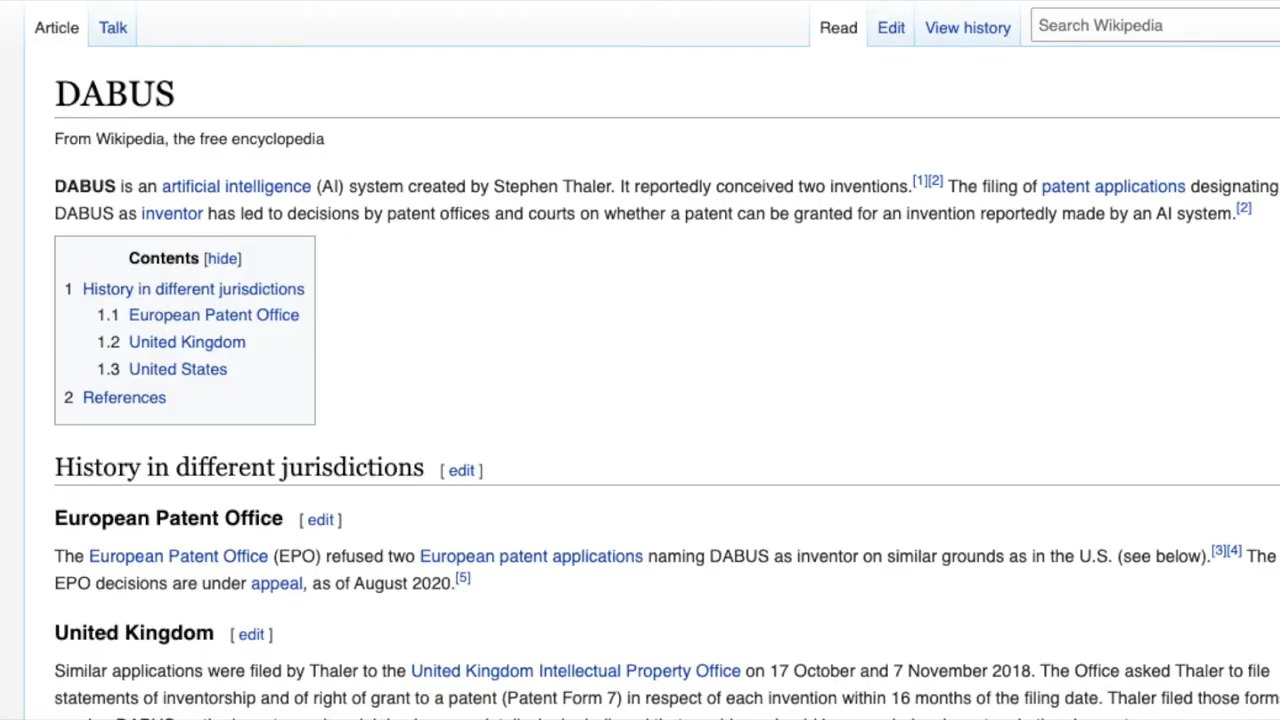 Article Talk Read Edit View history Search Wikipedia
DABUS
From Wikipedia, the free encyclopedia
DABUS is an artificial intelligence (AI) system created by Stephen Thaler. It reportedly conceived two inventions.[1][2] The filing of patent applications designating
DABUS as inventor has led to decisions by patent offices and courts on whether a patent can be granted for an invention reportedly made by an AI system.[2]
Contents [hide]
1 History in different jurisdictions
1.1 European Patent Office
1.2 United Kingdom
1.3 United States
2 References
History in different jurisdictions [ edit ]
European Patent Office [ edit ]
The European Patent Office (EPO) refused two European patent applications naming DABUS as inventor on similar grounds as in the U.S. (see below).[3][4] The
EPO decisions are under appeal, as of August 2020.[5]
United Kingdom [ edit ]
Similar applications were filed by Thaler to the United Kingdom Intellectual Property Office on 17 October and 7 November 2018. The Office asked Thaler to file
statements of inventorship and of right of grant to a patent (Patent Form 7) in respect of each invention within 16 months of the filing date. Thaler filed those form